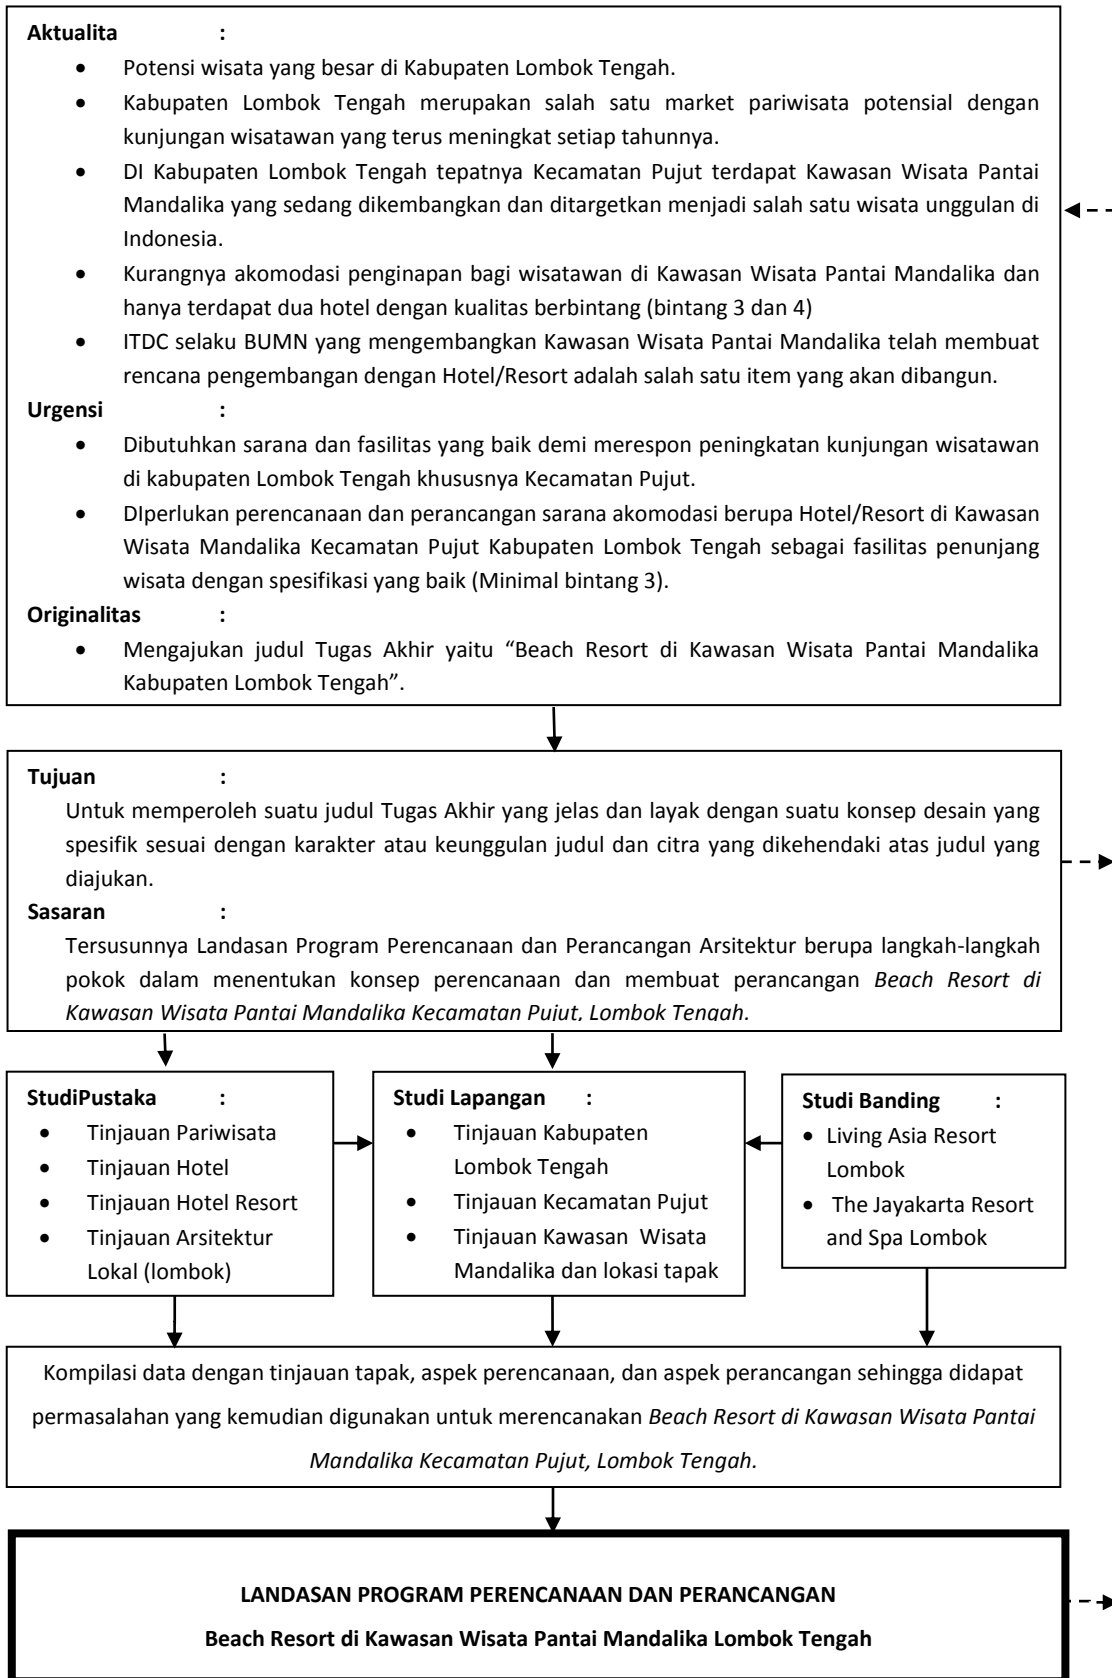 Aktualita :
• Potensi wisata yang besar di Kabupaten Lombok Tengah.
• Kabupaten Lombok Tengah merupakan salah satu market pariwisata potensial dengan
kunjungan wisatawan yang terus meningkat setiap tahunnya.
• DI Kabupaten Lombok Tengah tepatnya Kecamatan Pujut terdapat Kawasan Wisata Pantai
Mandalika yang sedang dikembangkan dan ditargetkan menjadi salah satu wisata unggulan di
Indonesia.
• Kurangnya akomodasi penginapan bagi wisatawan di Kawasan Wisata Pantai Mandalika dan
hanya terdapat dua hotel dengan kualitas berbintang (bintang 3 dan 4)
• ITDC selaku BUMN yang mengembangkan Kawasan Wisata Pantai Mandalika telah membuat
rencana pengembangan dengan Hotel/Resort adalah salah satu item yang akan dibangun.
Urgensi :
• Dibutuhkan sarana dan fasilitas yang baik demi merespon peningkatan kunjungan wisatawan
di kabupaten Lombok Tengah khususnya Kecamatan Pujut.
• DIperlukan perencanaan dan perancangan sarana akomodasi berupa Hotel/Resort di Kawasan
Wisata Mandalika Kecamatan Pujut Kabupaten Lombok Tengah sebagai fasilitas penunjang
wisata dengan spesifikasi yang baik (Minimal bintang 3).
Originalitas :
• Mengajukan judul Tugas Akhir yaitu “Beach Resort di Kawasan Wisata Pantai Mandalika
Kabupaten Lombok Tengah”.
Tujuan :
Untuk memperoleh suatu judul Tugas Akhir yang jelas dan layak dengan suatu konsep desain yang
spesifik sesuai dengan karakter atau keunggulan judul dan citra yang dikehendaki atas judul yang
diajukan.
Sasaran :
Tersusunnya Landasan Program Perencanaan dan Perancangan Arsitektur berupa langkah-langkah
pokok dalam menentukan konsep perencanaan dan membuat perancangan Beach Resort di
Kawasan Wisata Pantai Mandalika Kecamatan Pujut, Lombok Tengah.
StudiPustaka :
• Tinjauan Pariwisata
• Tinjauan Hotel
• Tinjauan Hotel Resort
• Tinjauan Arsitektur
Lokal (lombok)
Studi Lapangan :
• Tinjauan Kabupaten
Lombok Tengah
• Tinjauan Kecamatan Pujut
• Tinjauan Kawasan Wisata
Mandalika dan lokasi tapak
Studi Banding :
• Living Asia Resort
Lombok
• The Jayakarta Resort
and Spa Lombok
Kompilasi data dengan tinjauan tapak, aspek perencanaan, dan aspek perancangan sehingga didapat
permasalahan yang kemudian digunakan untuk merencanakan Beach Resort di Kawasan Wisata Pantai
Mandalika Kecamatan Pujut, Lombok Tengah.
LANDASAN PROGRAM PERENCANAAN DAN PERANCANGAN
Beach Resort di Kawasan Wisata Pantai Mandalika Lombok Tengah